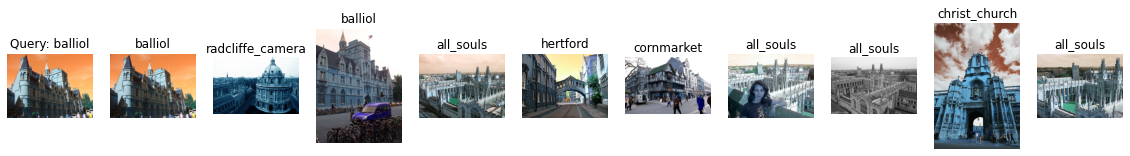 Query: balliol
balliol
radcliffe_camera
balliol
all_souls
hertford
cornmarket
all_souls
all_souls
christ_church
all_souls